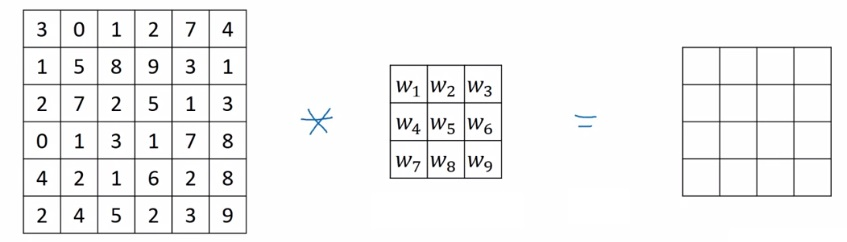 3 0 1 2 7 4
1 5 8 9 3 1
2 7 2 5 1 3
0 1 3 1 7 8
4 2 1 6 2 8
2 4 5 2 3 9
*
w₁ w₂ w₃
w₄ w₅ w₆
w₇ w₈ w₉
=